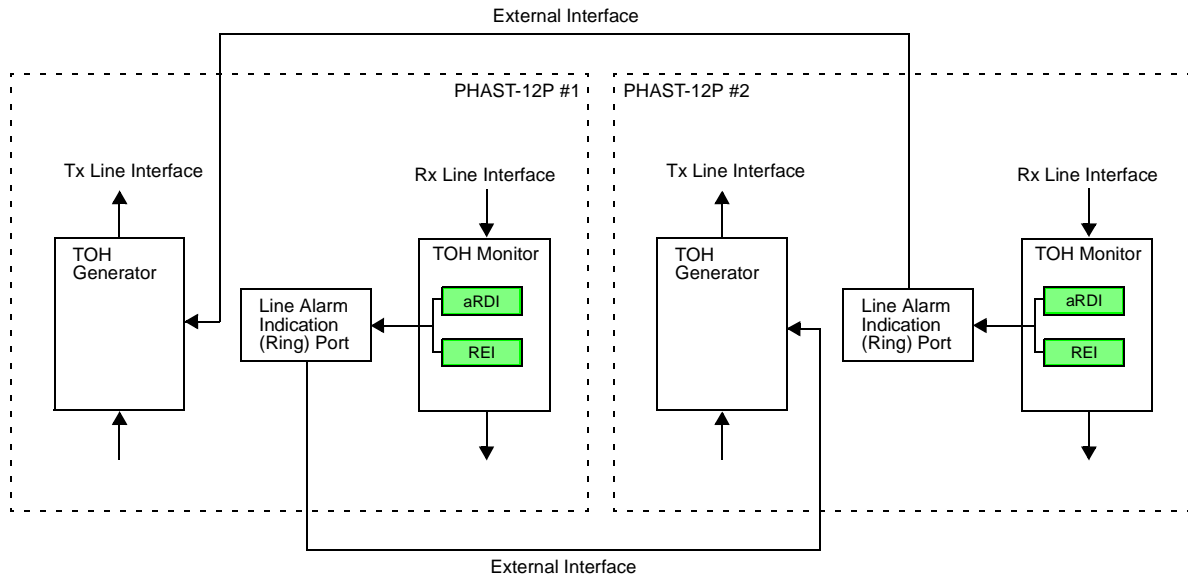 External Interface
PHAST-12P #1
PHAST-12P #2
Tx Line Interface
Rx Line Interface
Tx Line Interface
Rx Line Interface
TOH
Generator
Line Alarm
Indication
(Ring) Port
TOH Monitor
aRDI
REI
TOH
Generator
Line Alarm
Indication
(Ring) Port
TOH Monitor
aRDI
REI
External Interface